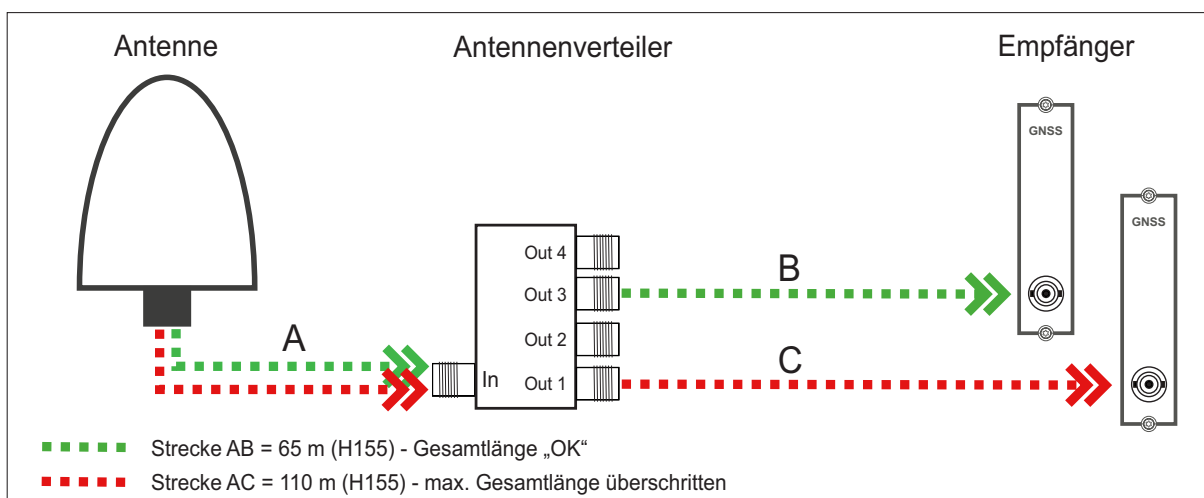 Antenne
Antennenverteiler
Empfänger
GNSS
GNSS
Out 4
Out 3
B
Out 2
A
In
Out 1
C
Strecke AB = 65 m (H155) - Gesamtlänge „OK“
Strecke AC = 110 m (H155) - max. Gesamtlänge überschritten